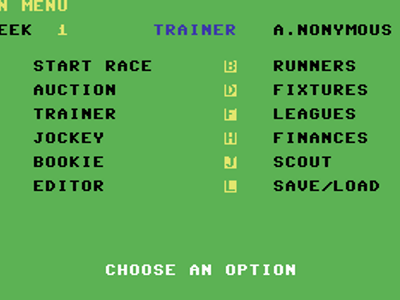 N MENU
EEK 1 TRAINER A.NONYMOUS
START RACE B RUNNERS
AUCTION D FIXTURES
TRAINER F LEAGUES
JOCKEY H FINANCES
BOOKIE J SCOUT
EDITOR L SAVE/LOAD
CHOOSE AN OPTION